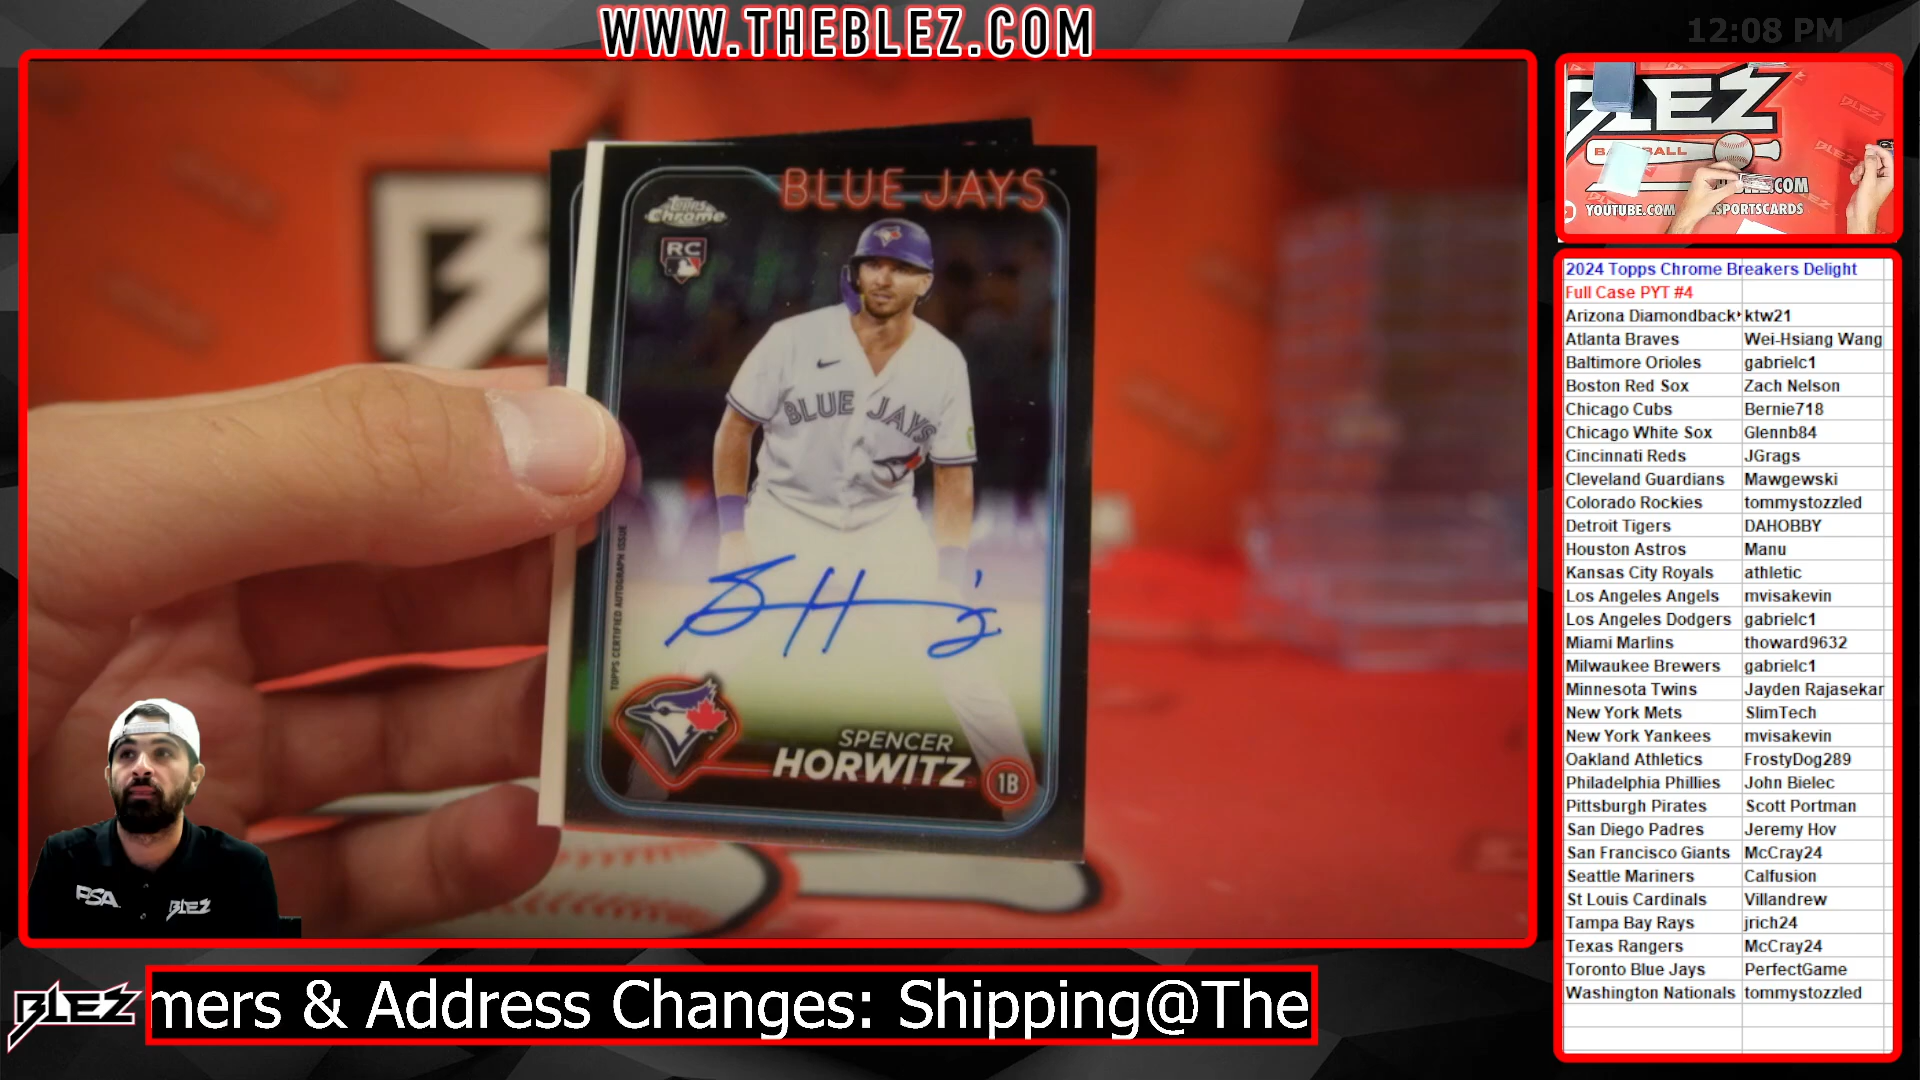 WWW.THEBLEZ.COM
12:08 PM
BLUE JAYS
Topps
Chrome
RC
BLUE JAYS
TOPPS CERTIFIED AUTOGRAPH ISSUE
SPENCER
HORWITZ
1B
PSA
BLEZ
BLEZ
mers & Address Changes: Shipping@The
BLEZ
BLEZ
BLEZ
YOUTUBE.COM
SPORTSCARDS
2024 Topps Chrome Breakers Delight
Full Case PYT #4
Arizona Diamondback ktw21
Atlanta Braves Wei-Hsiang Wang
Baltimore Orioles gabrielc1
Boston Red Sox Zach Nelson
Chicago Cubs Bernie718
Chicago White Sox Glennb84
Cincinnati Reds JGrags
Cleveland Guardians Mawgewski
Colorado Rockies tommystozzled
Detroit Tigers DAHOBBY
Houston Astros Manu
Kansas City Royals athletic
Los Angeles Angels mvisakevin
Los Angeles Dodgers gabrielc1
Miami Marlins thoward9632
Milwaukee Brewers gabrielc1
Minnesota Twins Jayden Rajasekar
New York Mets SlimTech
New York Yankees mvisakevin
Oakland Athletics FrostyDog289
Philadelphia Phillies John Bielec
Pittsburgh Pirates Scott Portman
San Diego Padres Jeremy Hov
San Francisco Giants McCray24
Seattle Mariners Calfusion
St Louis Cardinals Villandrew
Tampa Bay Rays jrich24
Texas Rangers McCray24
Toronto Blue Jays PerfectGame
Washington Nationals tommystozzled